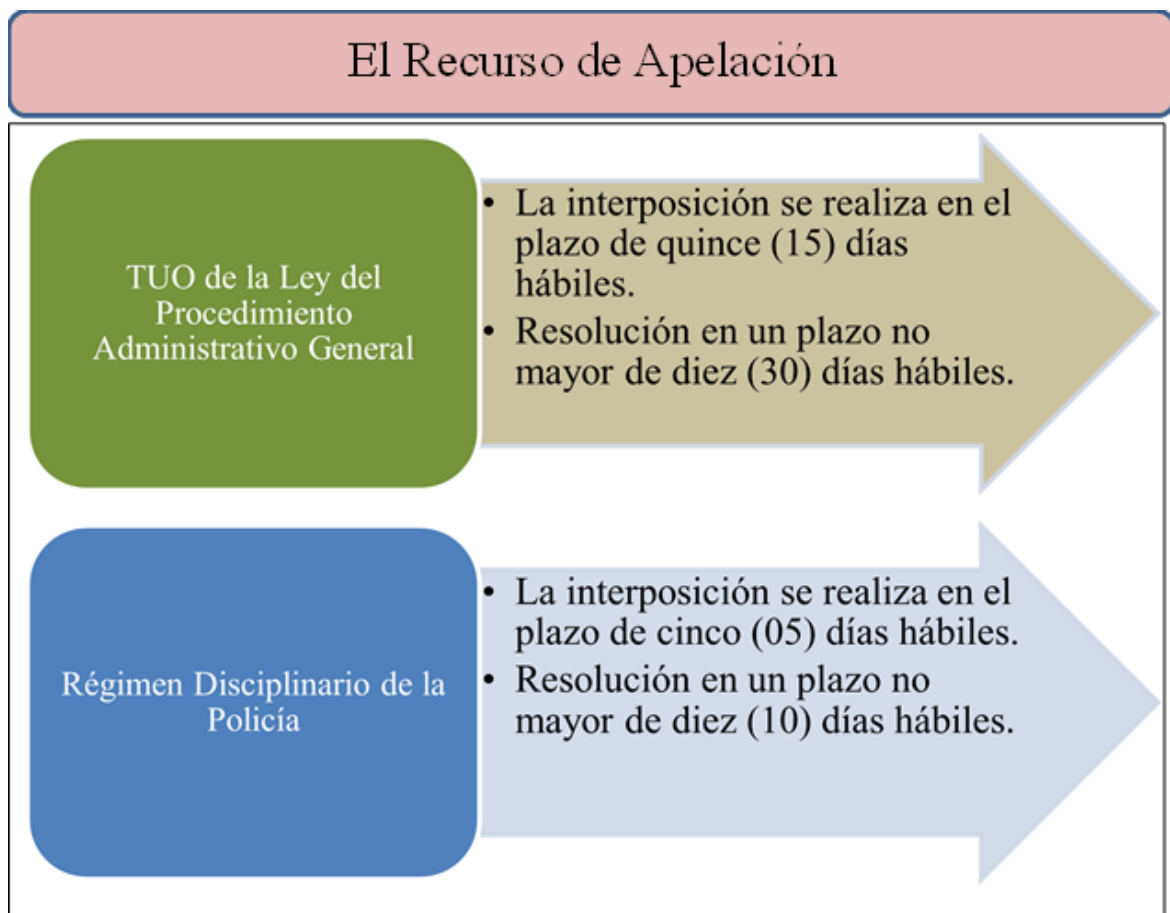 El Recurso de Apelación
TUO de la Ley del
Procedimiento
Administrativo General
• La interposición se realiza en el
plazo de quince (15) días
hábiles.
• Resolución en un plazo no
mayor de diez (30) días hábiles.
Régimen Disciplinario de la
Policía
• La interposición se realiza en el
plazo de cinco (05) días hábiles.
• Resolución en un plazo no
mayor de diez (10) días hábiles.